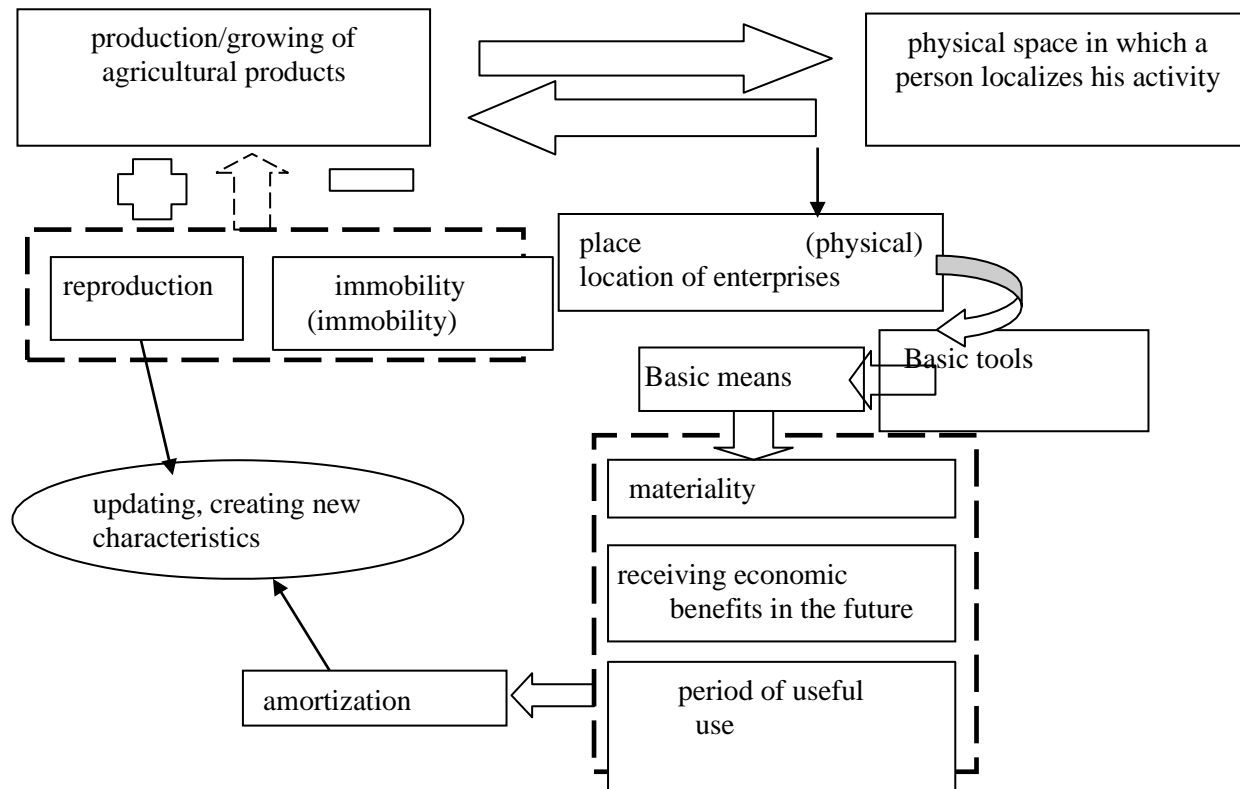 production/growing of
agricultural products
physical space in which a
person localizes his activity
place (physical)
location of enterprises
reproduction
immobility
(immobility)
Basic tools
Basic means
materiality
updating, creating new
characteristics
receiving economic
benefits in the future
period of useful
use
amortization